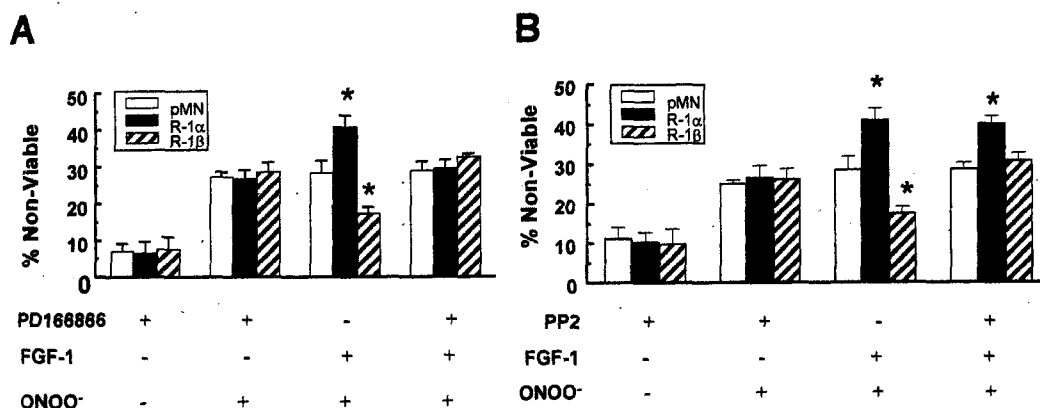 A
B
% Non-Viable
50
40
30
20
10
0
pMN
R-1α
R-1β
*
*
PD166866 + + - +
FGF-1 - - + +
ONOO- - + + +
% Non-Viable
50
40
30
20
10
0
pMN
R-1α
R-1β
*
*
*
PP2 + + - +
FGF-1 - - + +
ONOO- - + + +